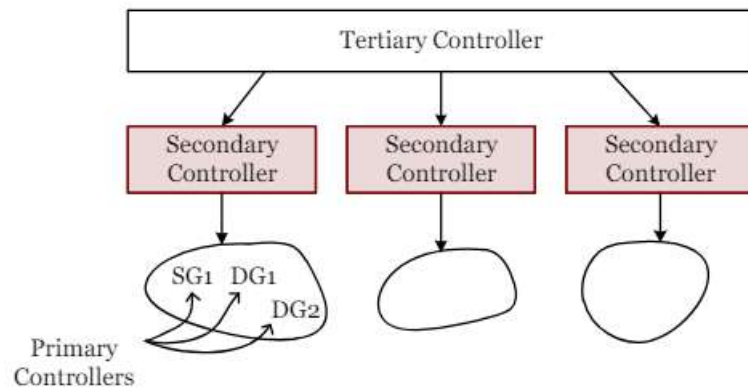 Tertiary Controller
Secondary
Controller
Secondary
Controller
Secondary
Controller
SG1 DG1
DG2
Primary
Controllers